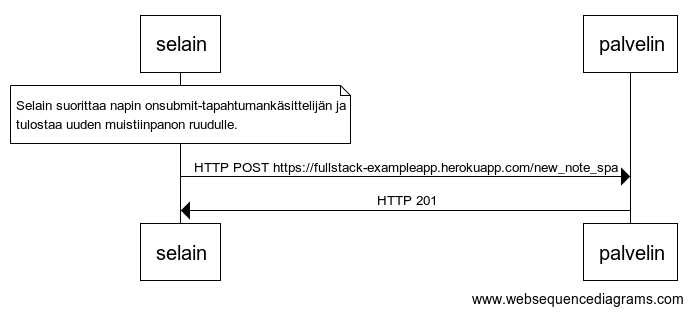 selain
palvelin
Selain suorittaa napin onsubmit-tapahtumankäsittelijän ja
tulostaa uuden muistiinpanon ruudulle.
HTTP POST https://fullstack-exampleapp.herokuapp.com/new_note_spa
HTTP 201
selain
palvelin
www.websequencediagrams.com